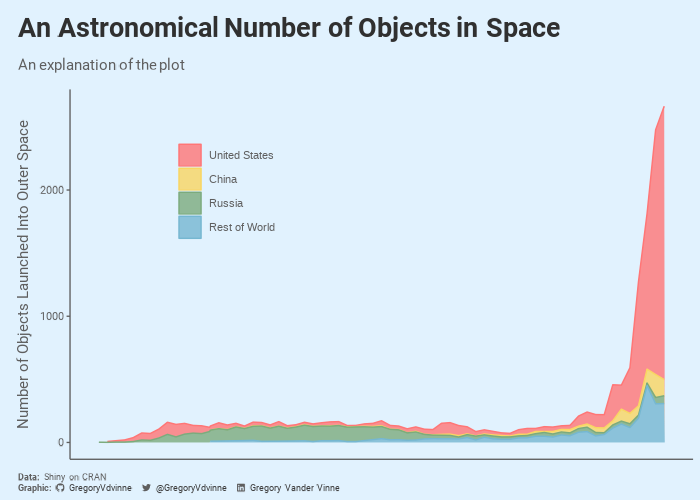 An Astronomical Number of Objects in Space
An explanation of the plot
Number of Objects Launched Into Outer Space
2000
1000
0
United States
China
Russia
Rest of World
Data: Shiny on CRAN
Graphic: GregoryVdvinne @GregoryVdvinne Gregory Vander Vinne